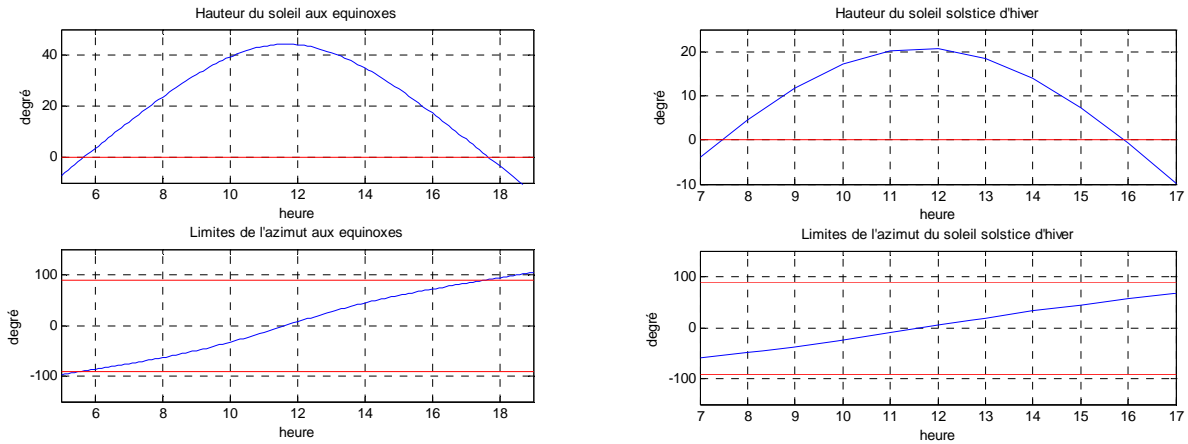 Hauteur du soleil aux equinoxes
40
20
0
degré
6 8 10 12 14 16 18
heure
Limites de l'azimut aux equinoxes
100
0
-100
degré
6 8 10 12 14 16 18
heure
Hauteur du soleil solstice d'hiver
20
10
0
-10
degré
7 8 9 10 11 12 13 14 15 16 17
heure
Limites de l'azimut du soleil solstice d'hiver
100
0
-100
degré
7 8 9 10 11 12 13 14 15 16 17
heure